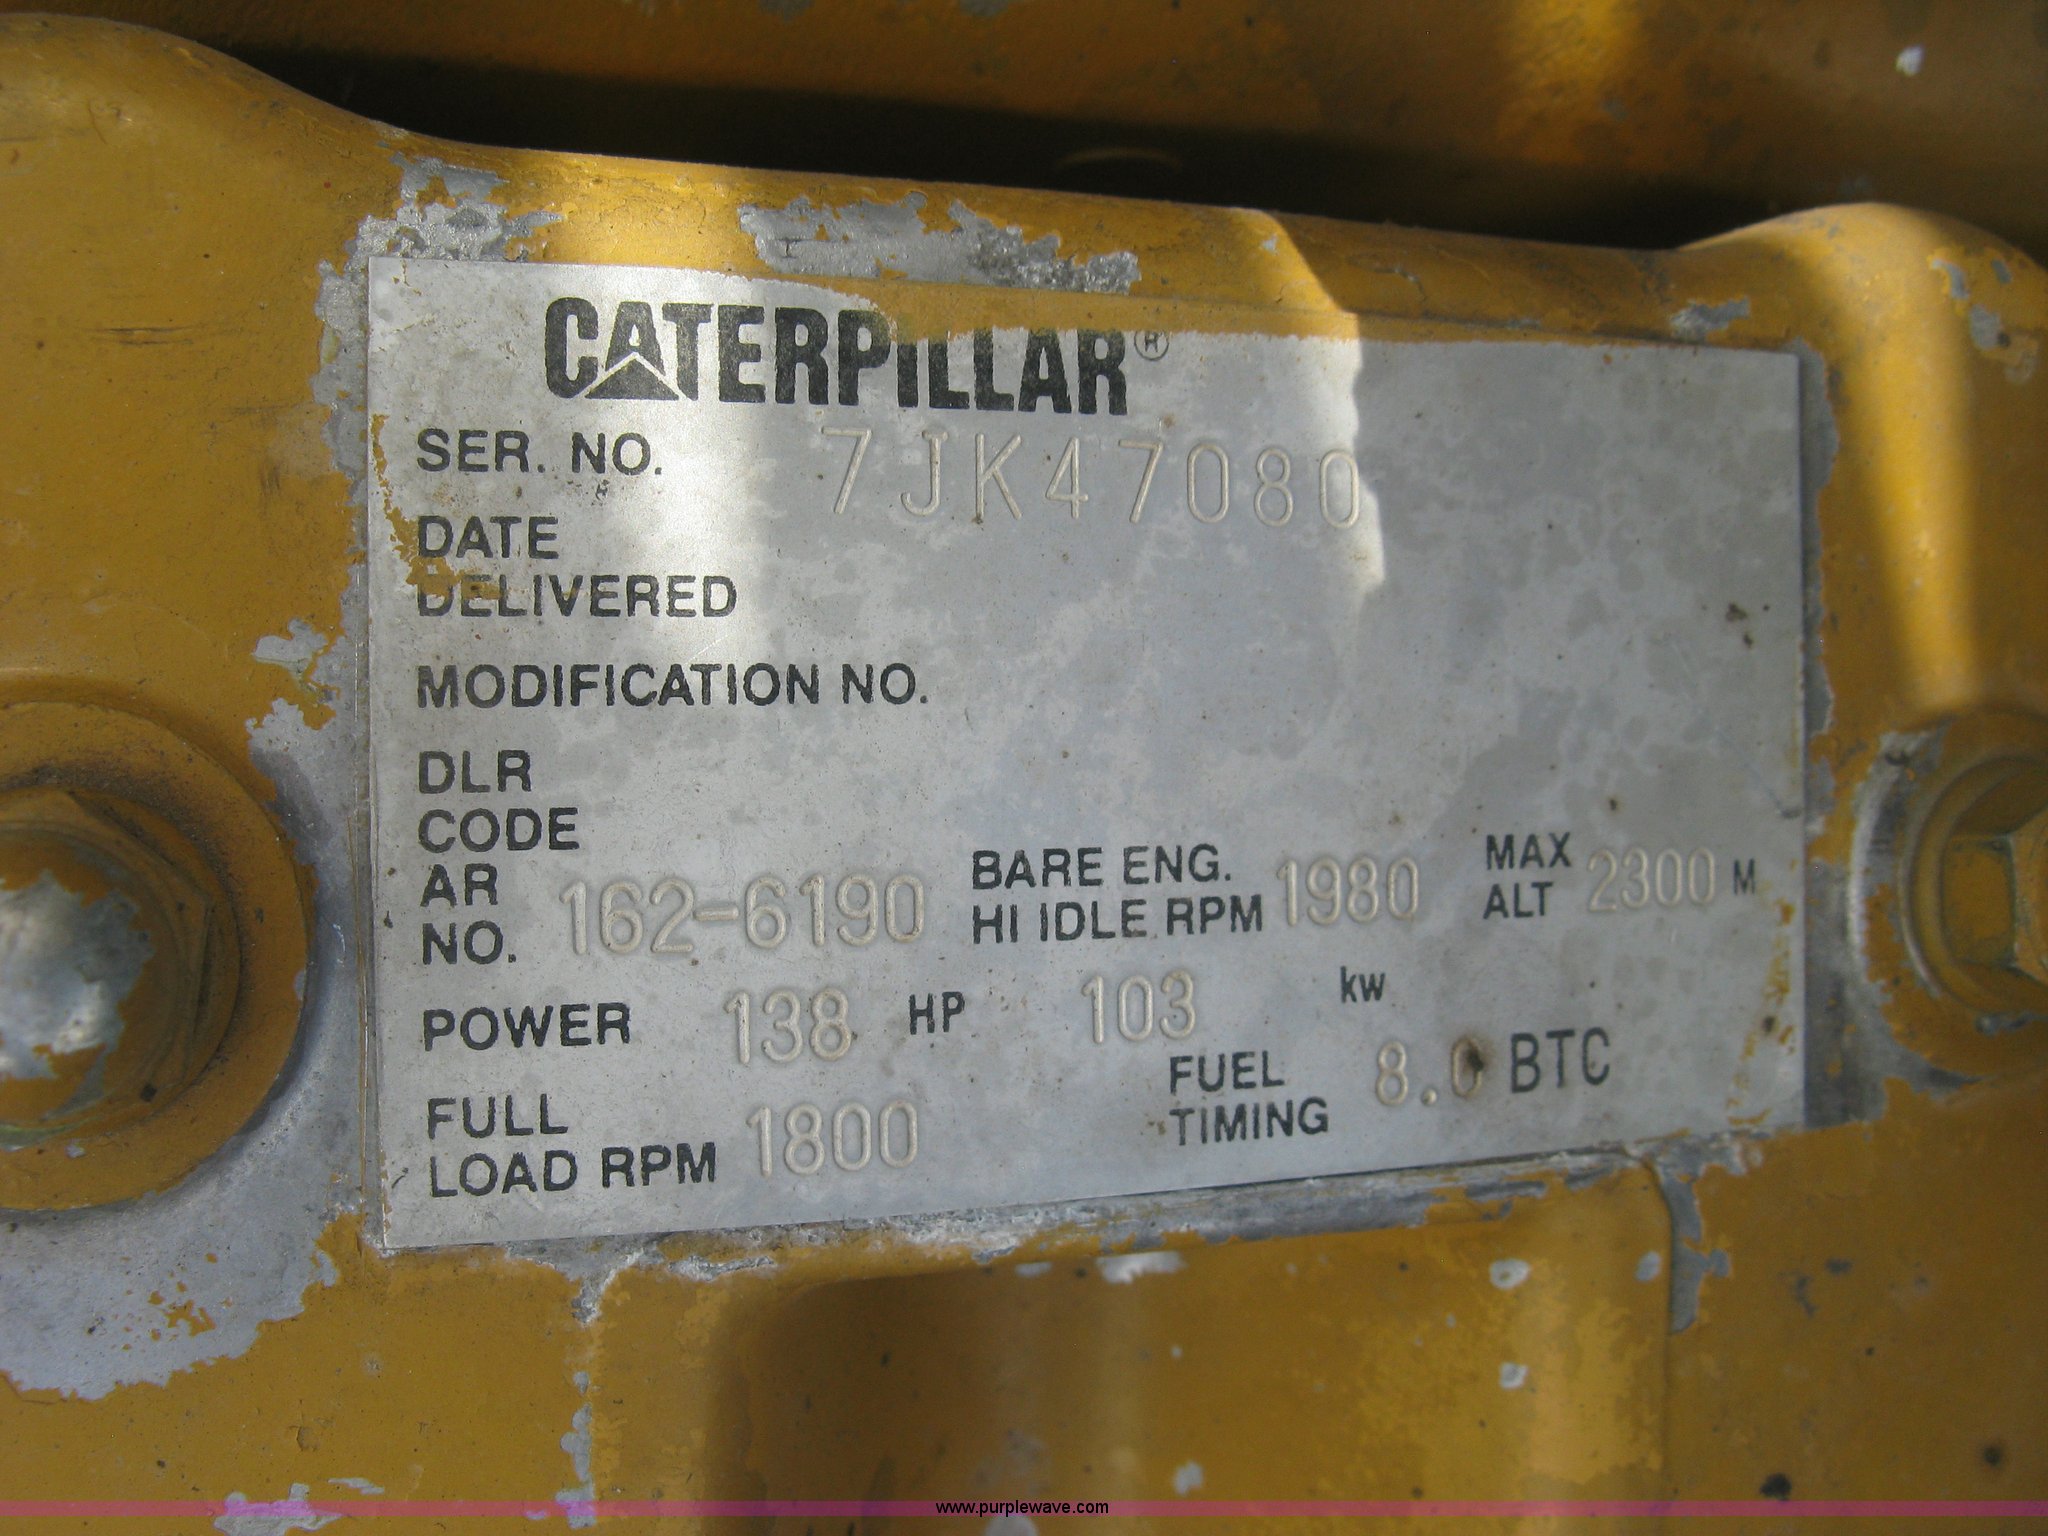 CATERPILLAR®
SER. NO. 7JK47080
DATE
DELIVERED
MODIFICATION NO.
DLR
CODE
AR
NO. 162-6190
BARE ENG.
HI IDLE RPM 1980
MAX
ALT 2300 M
POWER 138 HP 103 kw
FULL
LOAD RPM 1800
FUEL
TIMING 8.0 BTC
www.purplewave.com